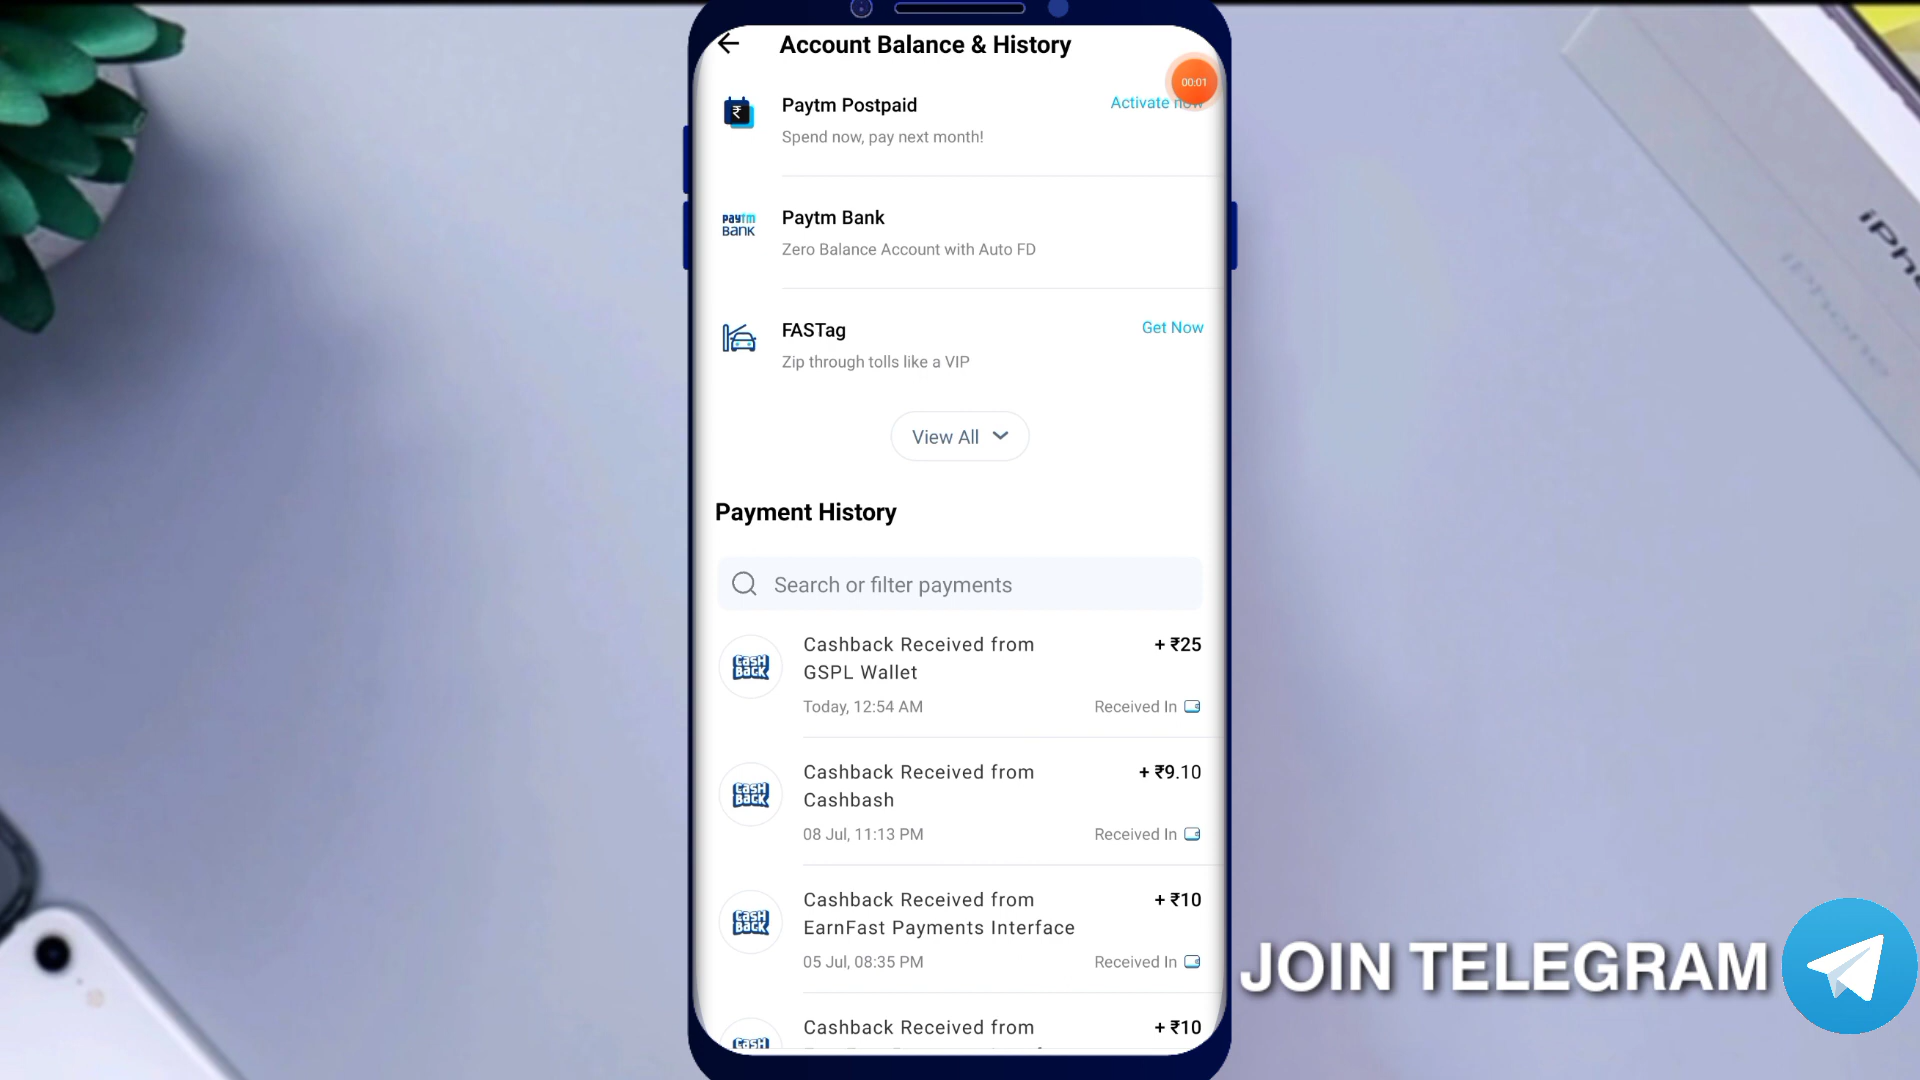 Account Balance & History
00:01
Paytm Postpaid
Activate now
Spend now, pay next month!
paytm
BANK
Paytm Bank
Zero Balance Account with Auto FD
FASTag
Get Now
Zip through tolls like a VIP
View All
Payment History
Search or filter payments
CASH
BACK
Cashback Received from
GSPL Wallet
+ ₹25
Today, 12:54 AM
Received In
CASH
BACK
Cashback Received from
Cashbash
+ ₹9.10
08 Jul, 11:13 PM
Received In
CASH
BACK
Cashback Received from
EarnFast Payments Interface
+ ₹10
05 Jul, 08:35 PM
Received In
CASH
Cashback Received from
+ ₹10
JOIN TELEGRAM
iPho
iPhone